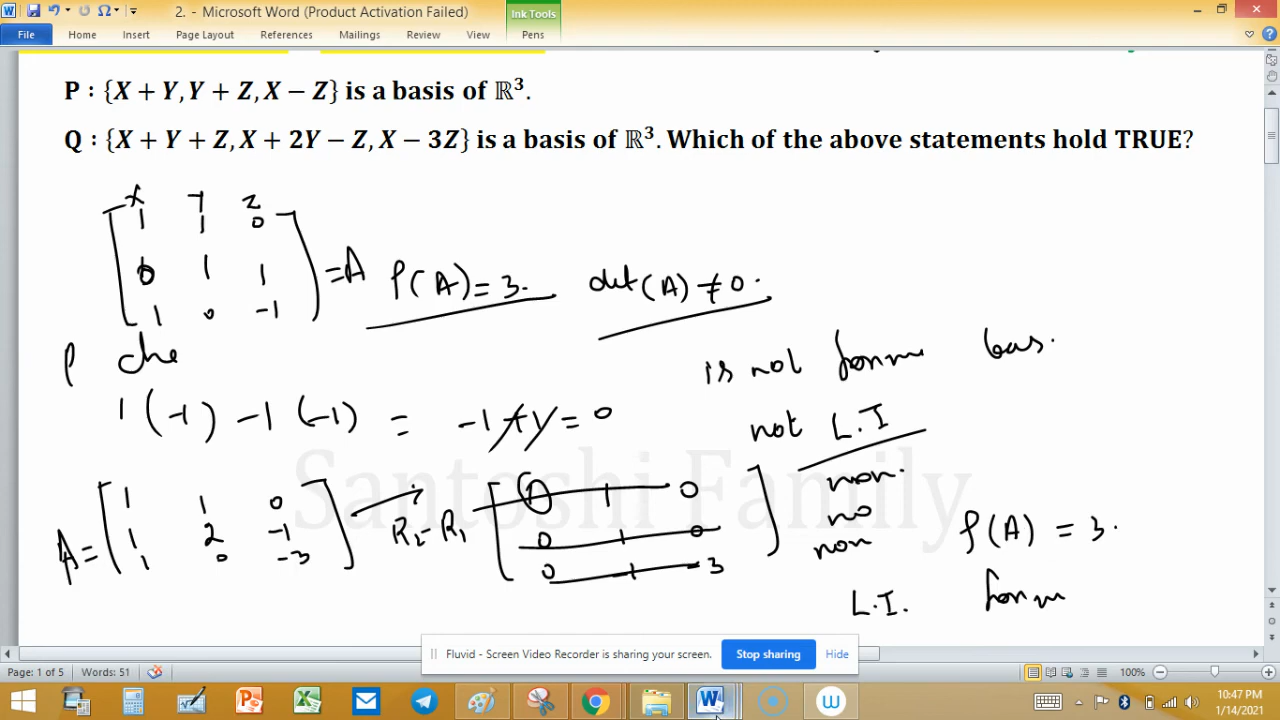 2. - Microsoft Word (Product Activation Failed)
Ink Tools
File Home Insert Page Layout References Mailings Review View Pens
P : {X + Y, Y + Z, X − Z} is a basis of ℝ³.
Q : {X + Y + Z, X + 2Y − Z, X − 3Z} is a basis of ℝ³. Which of the above statements hold TRUE?
x y z
1 1 0
0 1 1 = A ρ(A) = 3. det(A) ≠ 0.
1 0 -1
P che
is not form bas.
1 (-1) -1 (-1) = -1 + 1 = 0
not L.I
Santoshi Family
A = 1 1 0 R2-R1 1 1 0 non.
1 2 -1 0 1 0 no ρ(A) = 3.
1 0 -3 0 -1 -3 non
L.I. form
Fluvid - Screen Video Recorder is sharing your screen. Stop sharing Hide
Page: 1 of 5 Words: 51 100%
10:47 PM
1/14/2021